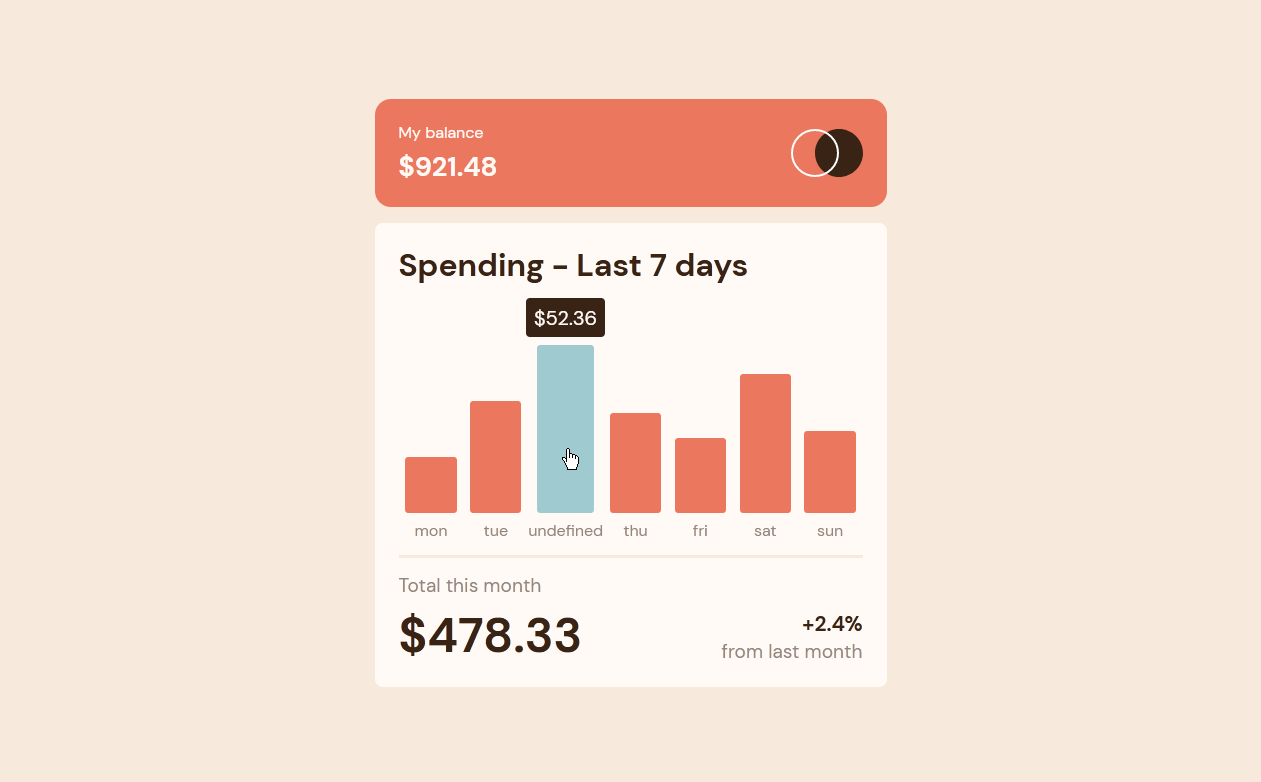 My balance
$921.48
Spending - Last 7 days
$52.36
mon tue undefined thu fri sat sun
Total this month
$478.33
+2.4%
from last month